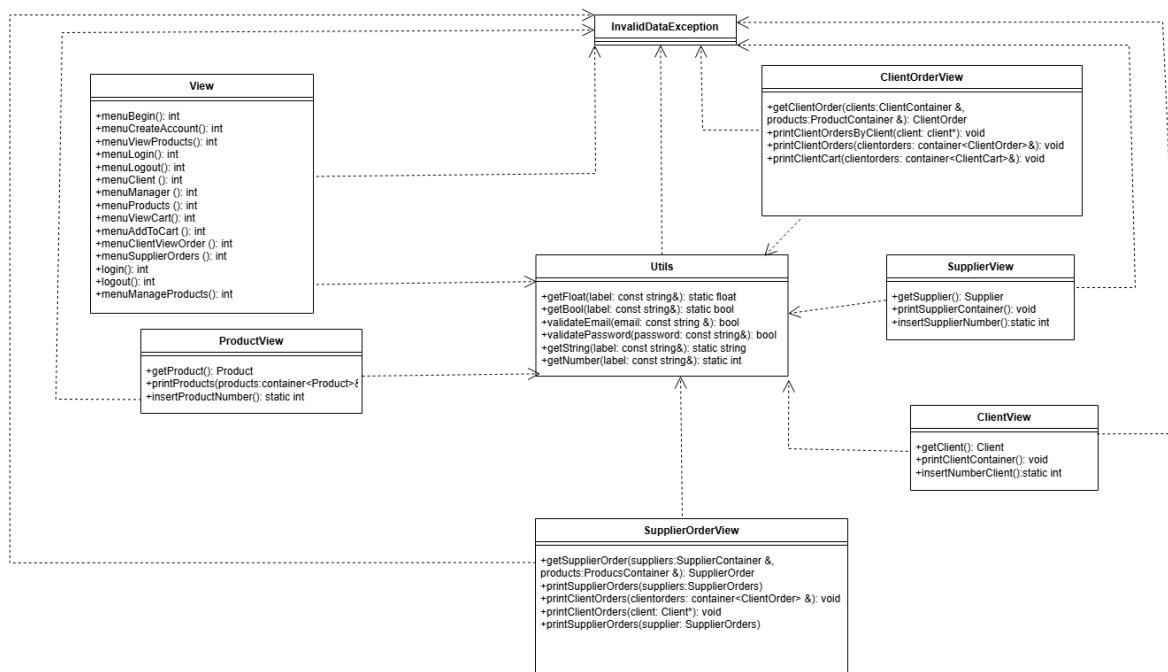 InvalidDataException
View
+menuBegin(): int
+menuCreateAccount(): int
+menuViewProducts(): int
+menuLogin(): int
+menuLogout(): int
+menuClient (): int
+menuManager (): int
+menuProducts (): int
+menuViewCart(): int
+menuAddToCart (): int
+menuClientViewOrder (): int
+menuSupplierOrders (): int
+login(): int
+logout(): int
+menuManageProducts(): int
ClientOrderView
+getClientOrder(clients:ClientContainer &,
products:ProductContainer &): ClientOrder
+printClientOrdersByClient(client: client*): void
+printClientOrders(clientorders: container<ClientOrder>&): void
+printClientCart(clientorders: container<ClientCart>&): void
Utils
+getFloat(label: const string&): static float
+getBool(label: const string&): static bool
+validateEmail(email: const string &): bool
+validatePassword(password: const string&): bool
+getString(label: const string&): static string
+getNumber(label: const string&): static int
SupplierView
+getSupplier(): Supplier
+printSupplierContainer(): void
+insertSupplierNumber():static int
ProductView
+getProduct(): Product
+printProducts(products:container<Product>&
+insertProductNumber(): static int
ClientView
+getClient(): Client
+printClientContainer(): void
+insertNumberClient():static int
SupplierOrderView
+getSupplierOrder(suppliers:SupplierContainer &,
products:ProducsContainer &): SupplierOrder
+printSupplierOrders(suppliers:SupplierOrders)
+printClientOrders(clientorders: container<ClientOrder> &): void
+printClientOrders(client: Client*): void
+printSupplierOrders(supplier: SupplierOrders)